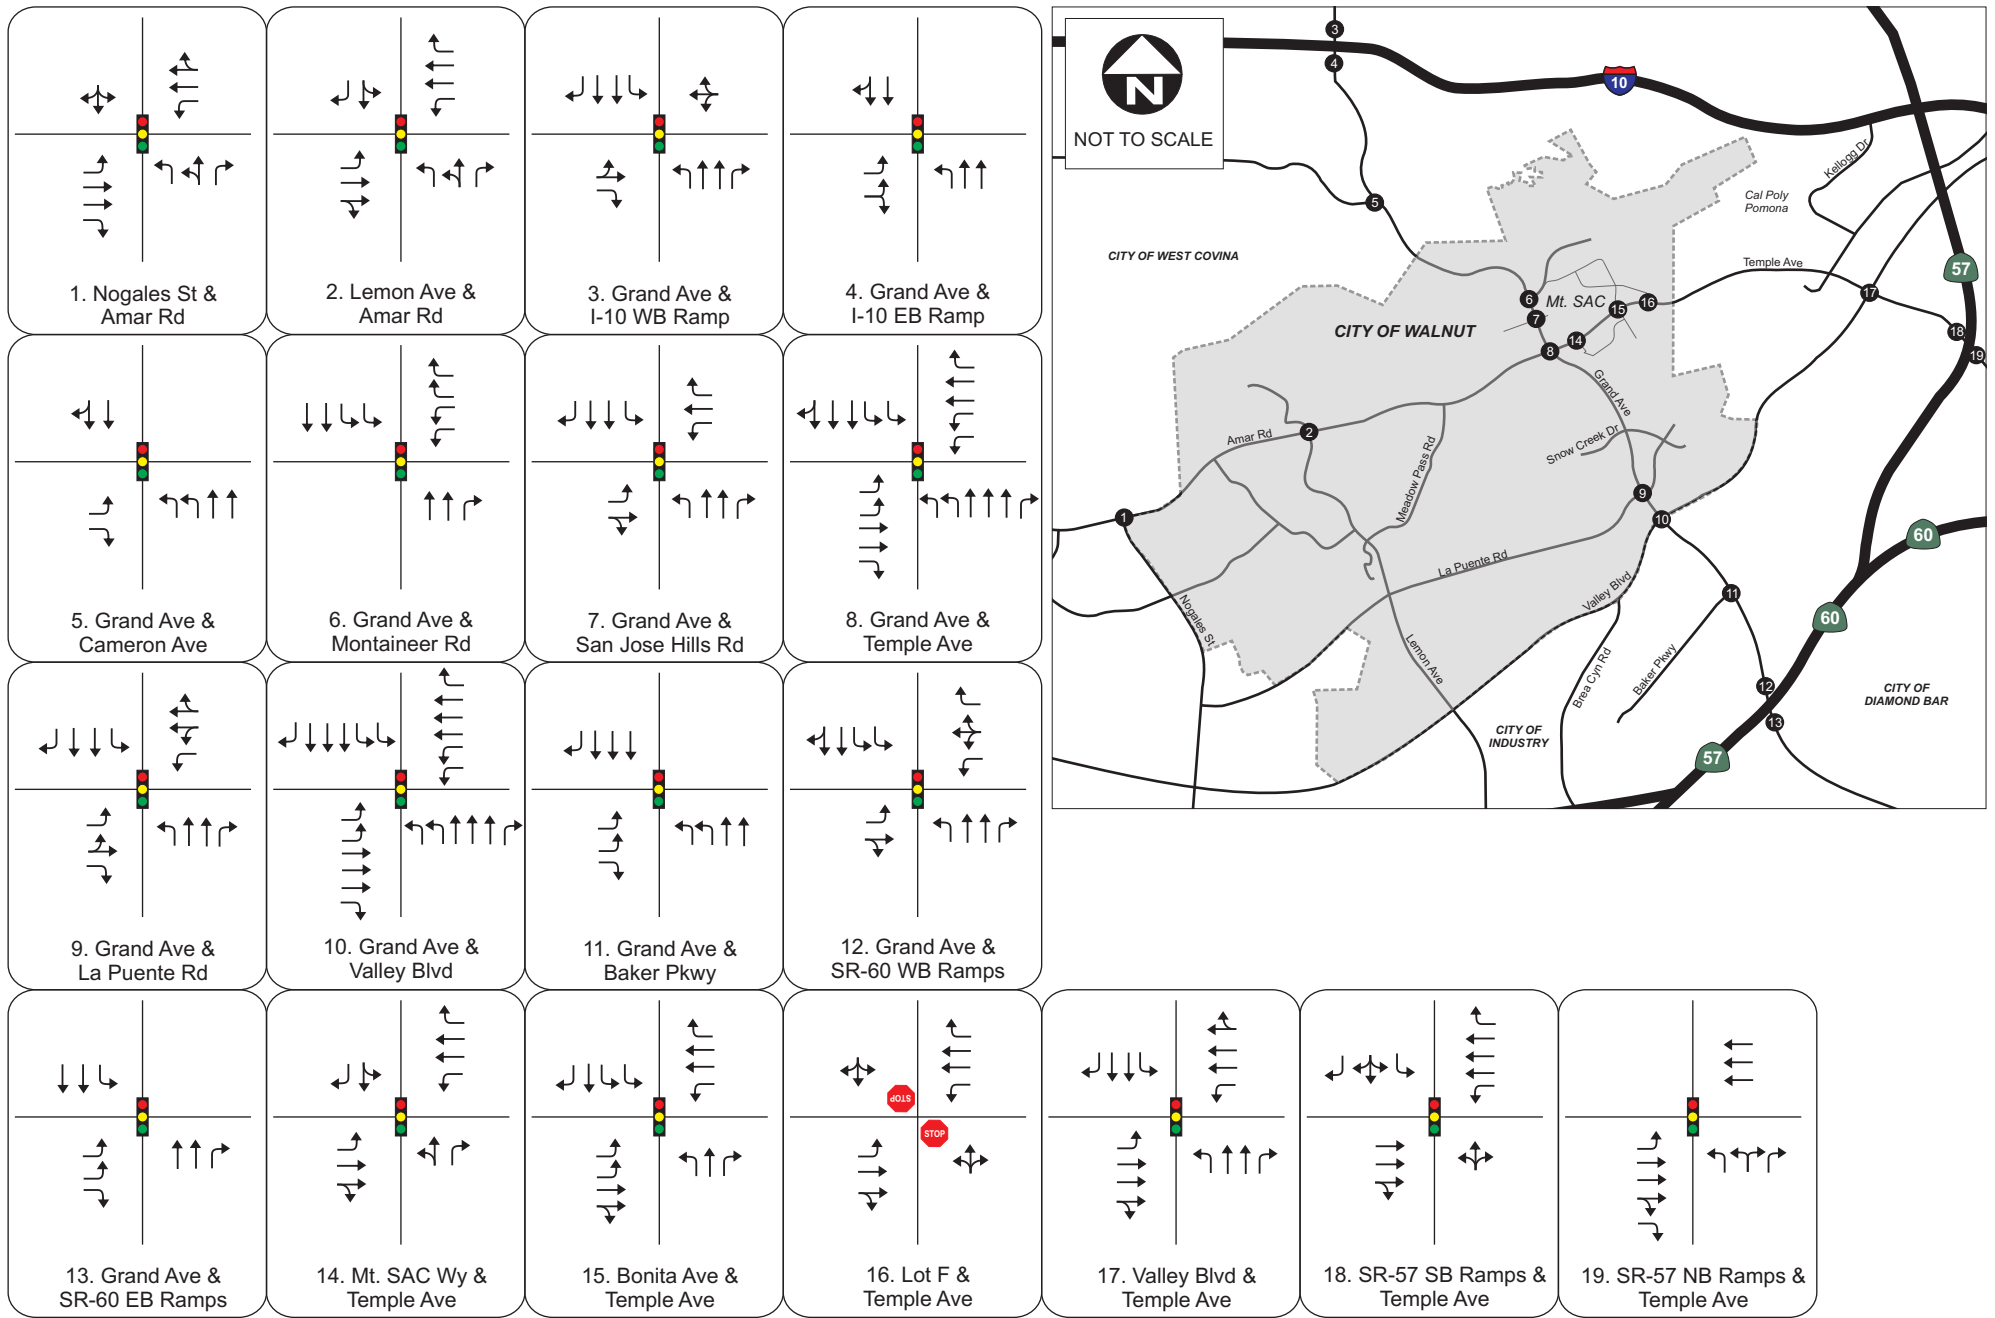 1. Nogales St &
Amar Rd
2. Lemon Ave &
Amar Rd
3. Grand Ave &
I-10 WB Ramp
4. Grand Ave &
I-10 EB Ramp
5. Grand Ave &
Cameron Ave
6. Grand Ave &
Montaineer Rd
7. Grand Ave &
San Jose Hills Rd
8. Grand Ave &
Temple Ave
9. Grand Ave &
La Puente Rd
10. Grand Ave &
Valley Blvd
11. Grand Ave &
Baker Pkwy
12. Grand Ave &
SR-60 WB Ramps
13. Grand Ave &
SR-60 EB Ramps
14. Mt. SAC Wy &
Temple Ave
15. Bonita Ave &
Temple Ave
STOP
STOP
16. Lot F &
Temple Ave
17. Valley Blvd &
Temple Ave
18. SR-57 SB Ramps &
Temple Ave
19. SR-57 NB Ramps &
Temple Ave
N
NOT TO SCALE
3
4
10
Kellogg Dr
Cal Poly
Pomona
5
CITY OF WEST COVINA
Temple Ave
57
6
Mt. SAC
15
16
17
7
CITY OF WALNUT
14
8
18
19
Grand Ave
2
Amar Rd
Snow Creek Dr
Meadow Pass Rd
9
1
10
60
La Puente Rd
Valley Blvd
11
Nogales St
60
Lemon Ave
Brea Cyn Rd
Baker Pkwy
12
CITY OF
DIAMOND BAR
13
CITY OF
INDUSTRY
57